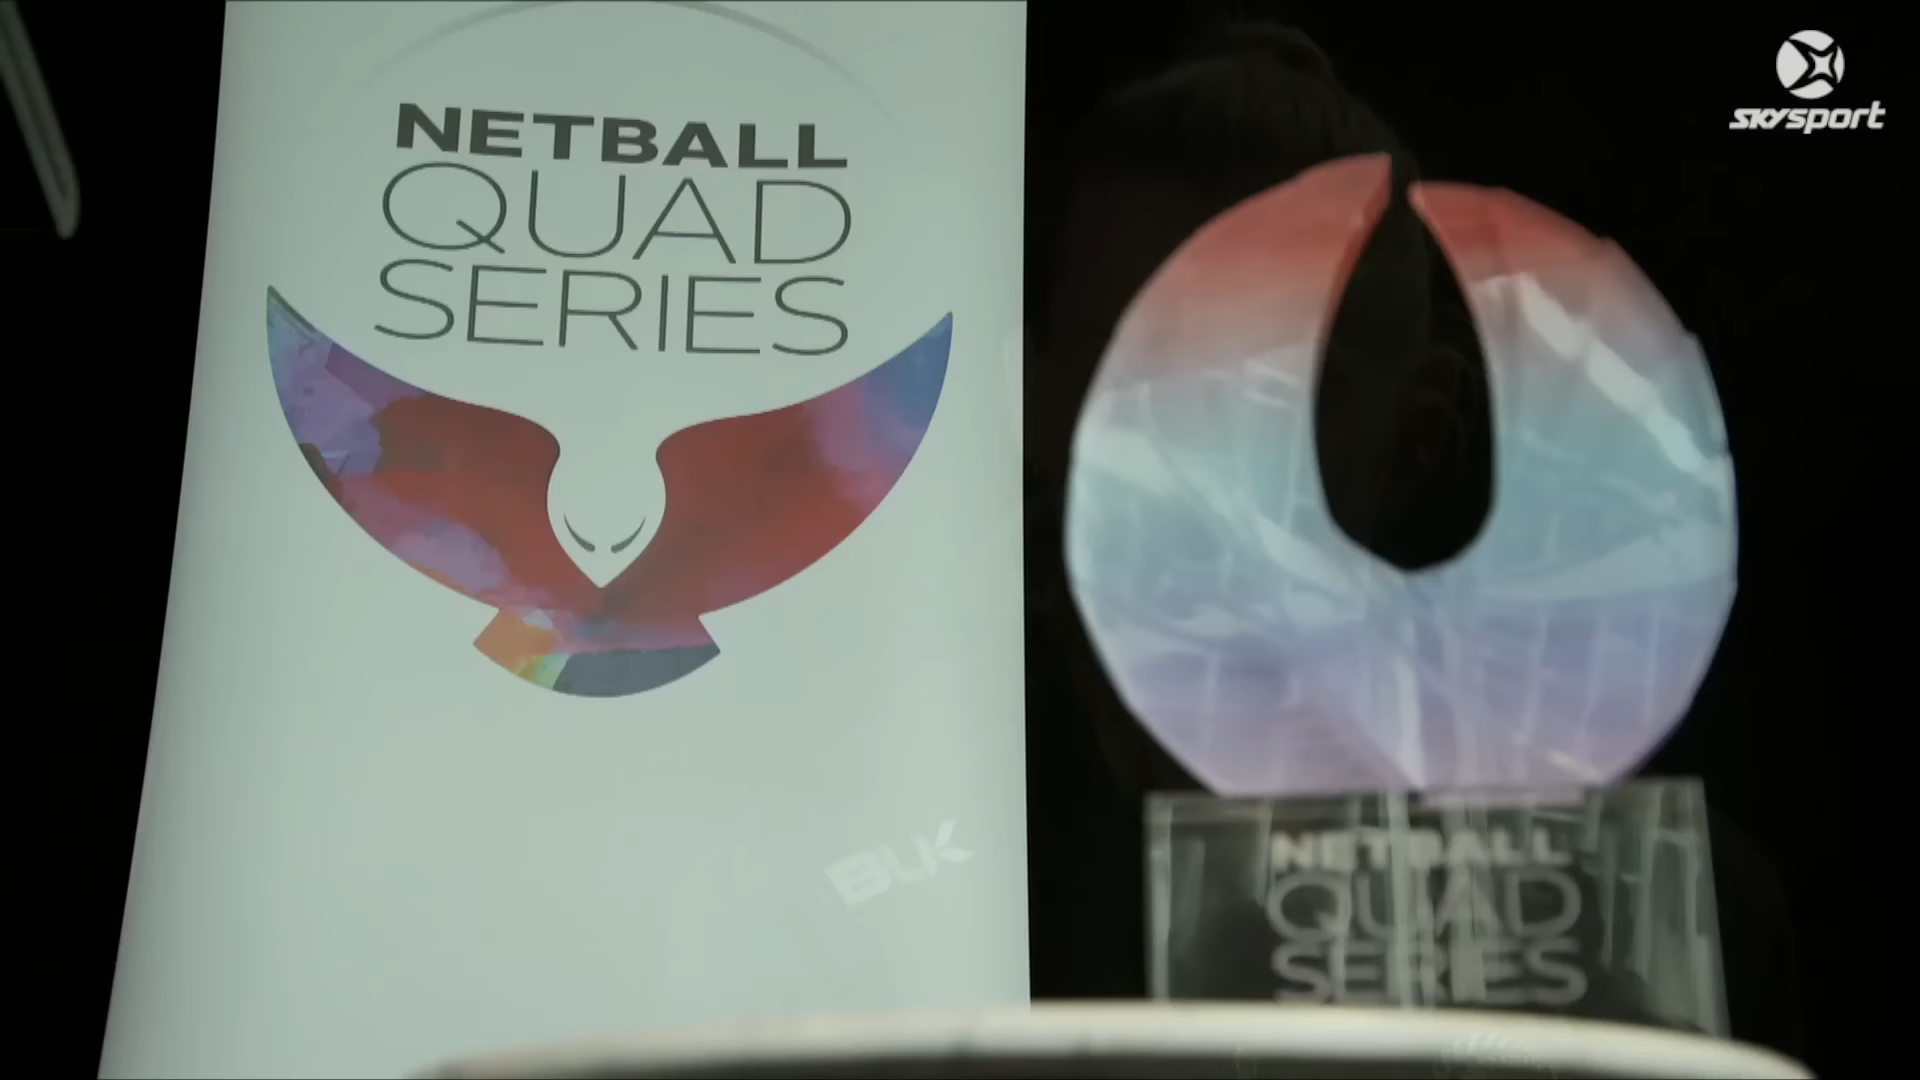 NETBALL
QUAD
SERIES
BLK
skysport
NETBALL
QUAD
SERIES